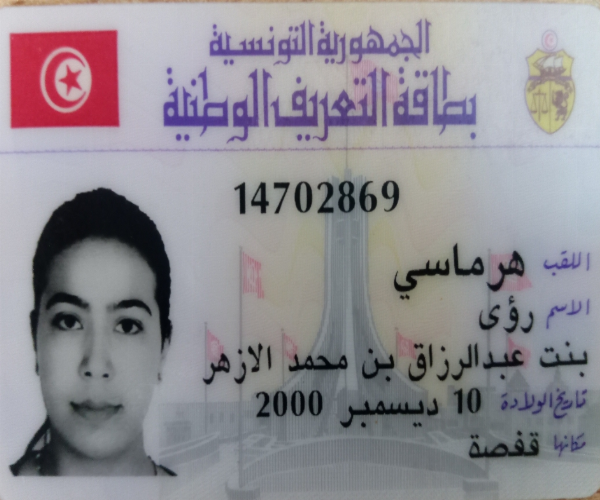 الجمهورية التونسية
بطاقة التعريف الوطنية
14702869
اللقب هرماسي
الاسم رؤى
بنت عبدالرزاق بن محمد الازهر
تاريخ الولادة 10 ديسمبر 2000
مكانها قفصة